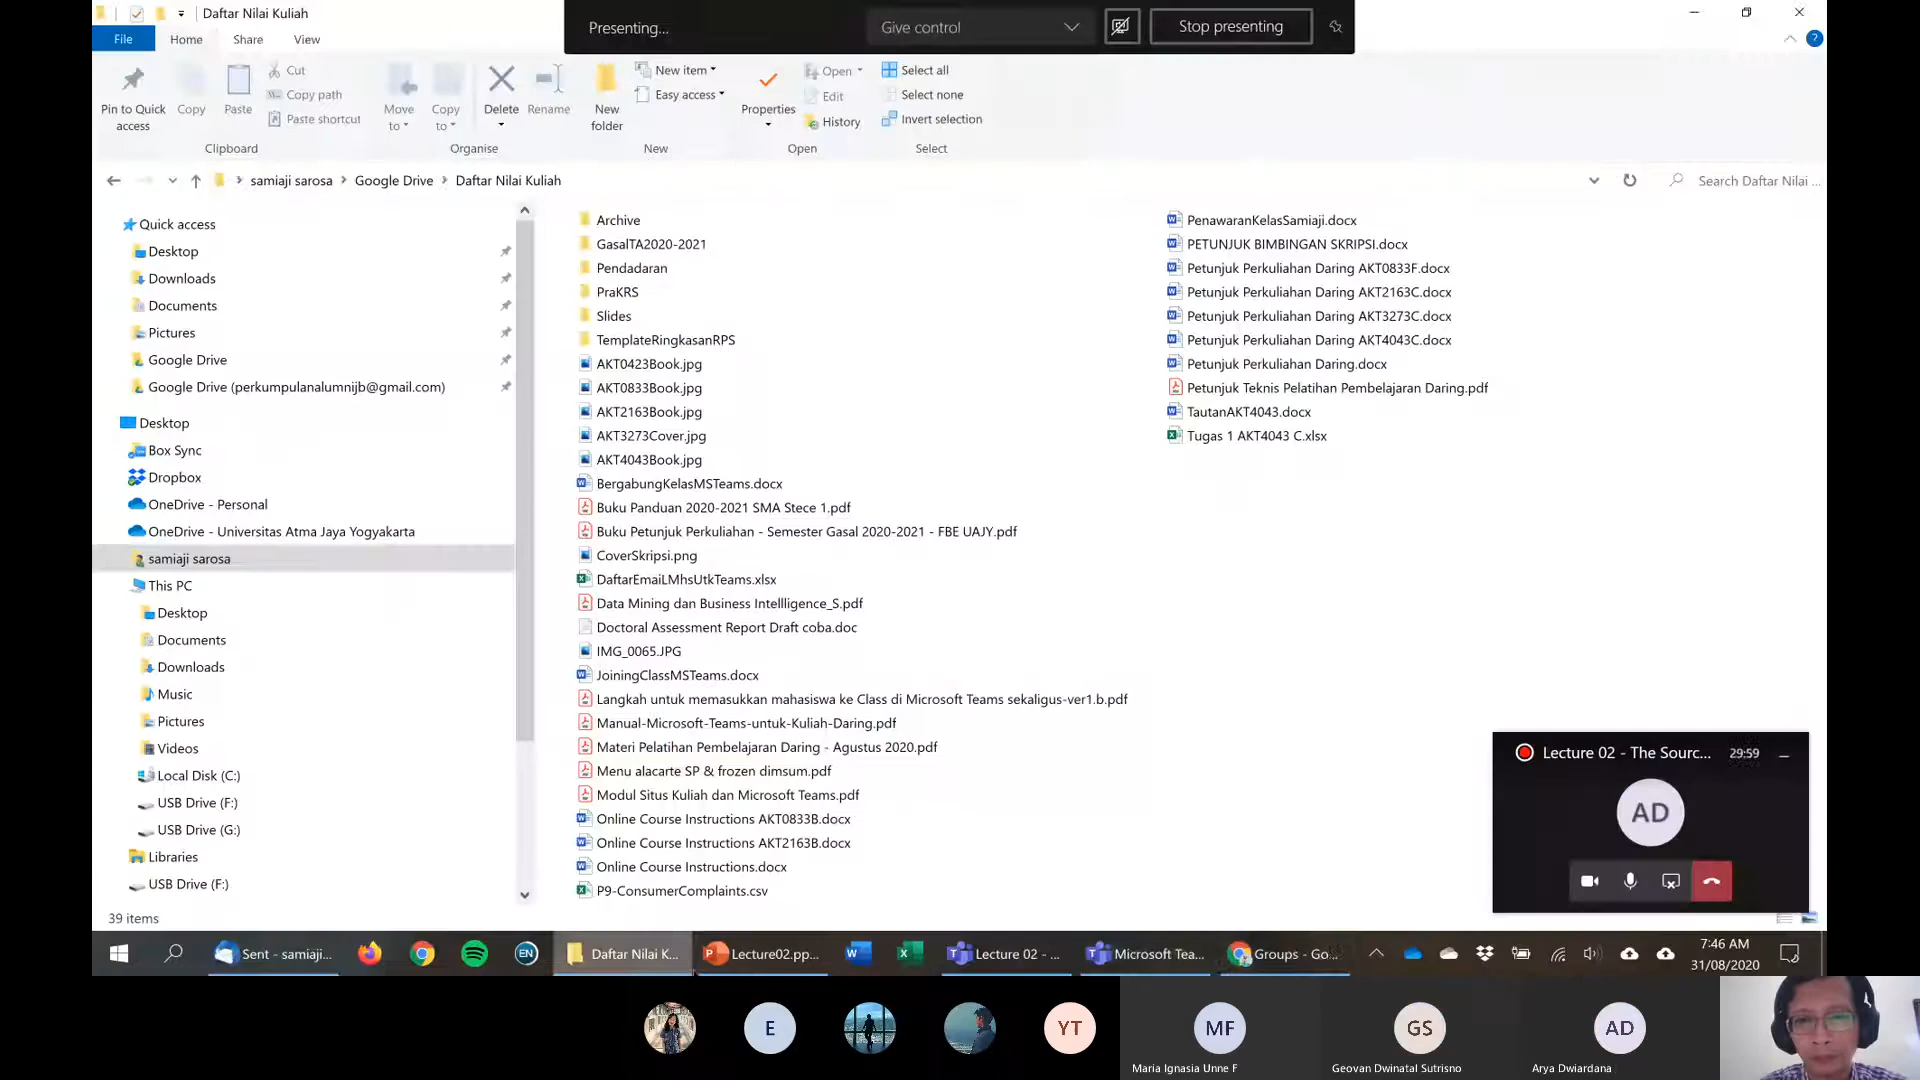 Daftar Nilai Kuliah
Presenting...
Give control
Stop presenting
File
Home
Share
View
Pin to Quick access
Copy
Paste
Cut
Copy path
Paste shortcut
Clipboard
Move to
Copy to
Delete
Rename
Organise
New folder
New item
Easy access
New
Properties
Open
Edit
History
Open
Select all
Select none
Invert selection
Select
samiaji sarosa
Google Drive
Daftar Nilai Kuliah
Search Daftar Nilai ...
Quick access
Desktop
Downloads
Documents
Pictures
Google Drive
Google Drive (perkumpulanalumnijb@gmail.com)
Desktop
Box Sync
Dropbox
OneDrive - Personal
OneDrive - Universitas Atma Jaya Yogyakarta
samiaji sarosa
This PC
Desktop
Documents
Downloads
Music
Pictures
Videos
Local Disk (C:)
USB Drive (F:)
USB Drive (G:)
Libraries
USB Drive (F:)
Archive
GasalTA2020-2021
Pendadaran
PraKRS
Slides
TemplateRingkasanRPS
AKT0423Book.jpg
AKT0833Book.jpg
AKT2163Book.jpg
AKT3273Cover.jpg
AKT4043Book.jpg
BergabungKelasMSTeams.docx
Buku Panduan 2020-2021 SMA Stece 1.pdf
Buku Petunjuk Perkuliahan - Semester Gasal 2020-2021 - FBE UAJY.pdf
CoverSkripsi.png
DaftarEmaiLMhsUtkTeams.xlsx
Data Mining dan Business Intellligence_S.pdf
Doctoral Assessment Report Draft coba.doc
IMG_0065.JPG
JoiningClassMSTeams.docx
Langkah untuk memasukkan mahasiswa ke Class di Microsoft Teams sekaligus-ver1.b.pdf
Manual-Microsoft-Teams-untuk-Kuliah-Daring.pdf
Materi Pelatihan Pembelajaran Daring - Agustus 2020.pdf
Menu alacarte SP & frozen dimsum.pdf
Modul Situs Kuliah dan Microsoft Teams.pdf
Online Course Instructions AKT0833B.docx
Online Course Instructions AKT2163B.docx
Online Course Instructions.docx
P9-ConsumerComplaints.csv
PenawaranKelasSamiaji.docx
PETUNJUK BIMBINGAN SKRIPSI.docx
Petunjuk Perkuliahan Daring AKT0833F.docx
Petunjuk Perkuliahan Daring AKT2163C.docx
Petunjuk Perkuliahan Daring AKT3273C.docx
Petunjuk Perkuliahan Daring AKT4043C.docx
Petunjuk Perkuliahan Daring.docx
Petunjuk Teknis Pelatihan Pembelajaran Daring.pdf
TautanAKT4043.docx
Tugas 1 AKT4043 C.xlsx
Lecture 02 - The Sourc... 29:59
AD
39 items
Sent - samiaji...
EN
Daftar Nilai K...
Lecture02.pp...
Lecture 02 - ...
Microsoft Tea...
Groups - Go...
7:46 AM
31/08/2020
E
YT
MF
GS
AD
Maria Ignasia Unne F
Geovan Dwinatal Sutrisno
Arya Dwiardana